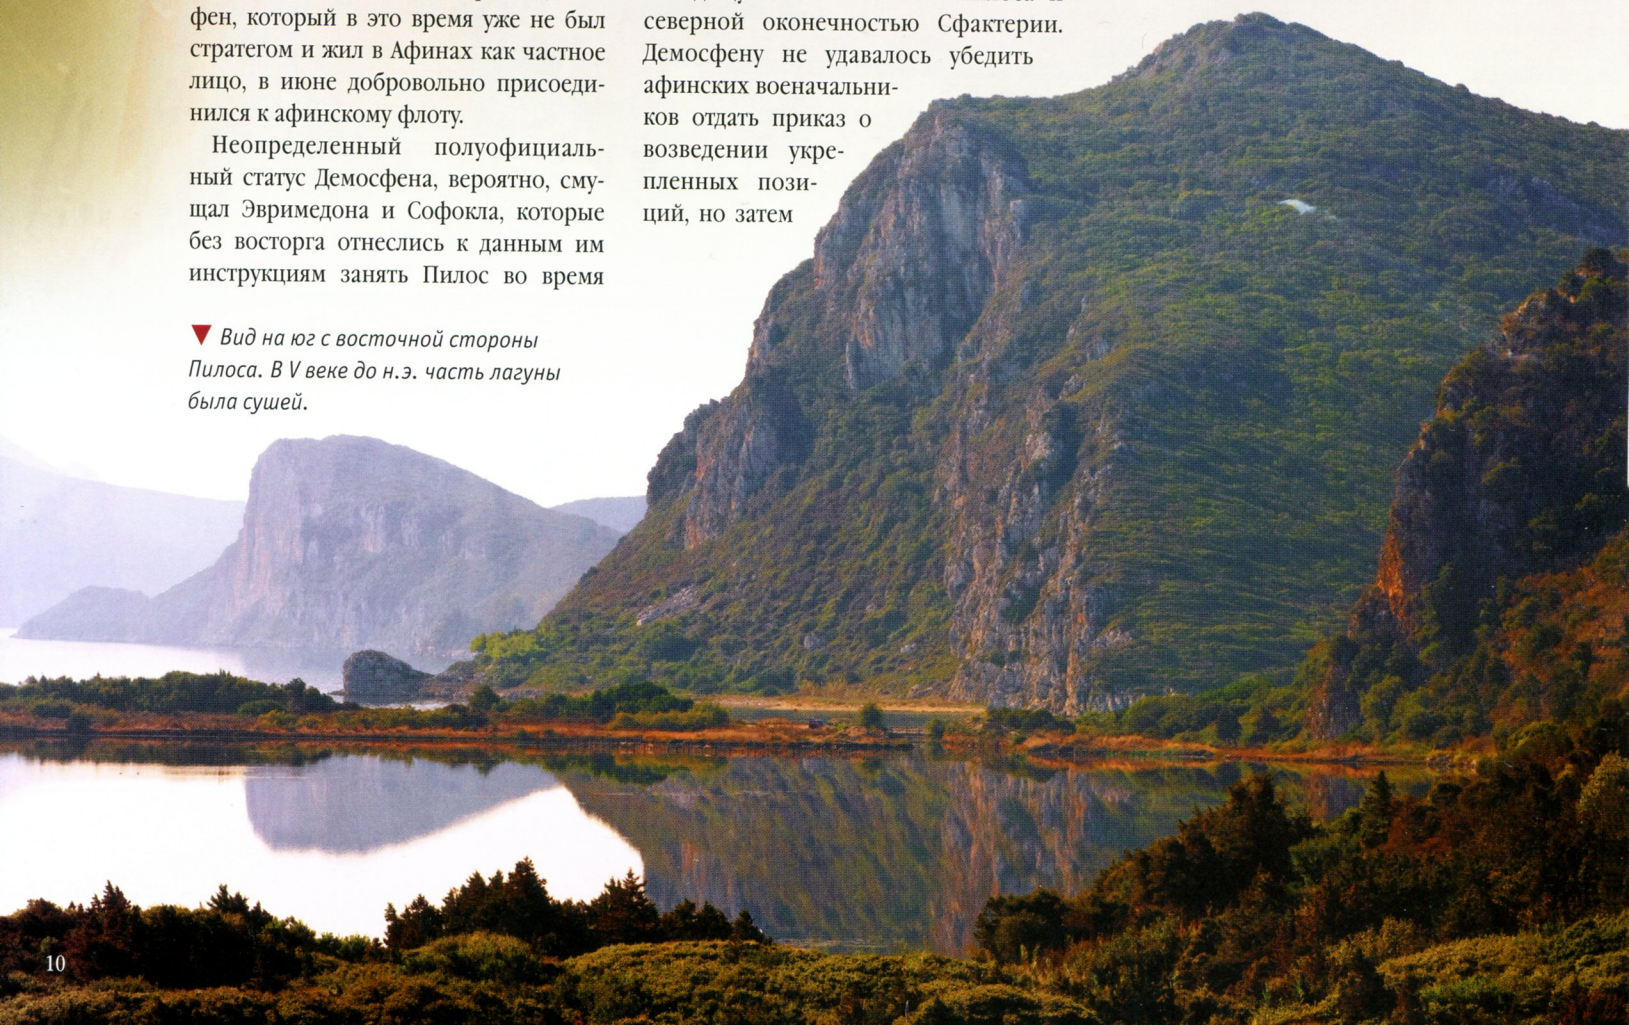 фен, который в это время уже не был
стратегом и жил в Афинах как частное
лицо, в июне добровольно присоеди-
нился к афинскому флоту.
Неопределенный полуофициаль-
ный статус Демосфена, вероятно, сму-
щал Эвримедона и Софокла, которые
без восторга отнеслись к данным им
инструкциям занять Пилос во время
северной оконечностью Сфактерии.
Демосфену не удавалось убедить
афинских военачальни-
ков отдать приказ о
возведении укре-
пленных пози-
ций, но затем
▼ Вид на юг с восточной стороны
Пилоса. В V веке до н.э. часть лагуны
была сушей.
10